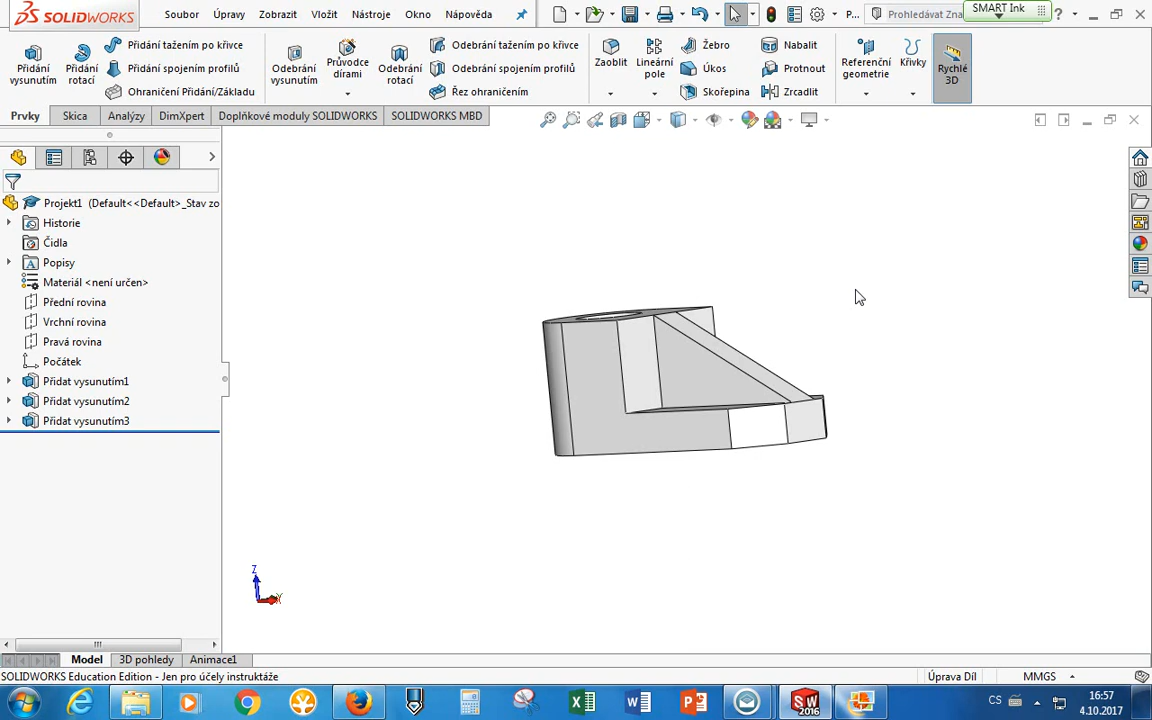 SOLIDWORKS Soubor Úpravy Zobrazit Vložit Nástroje Okno Nápověda P... Prohledávat Zna SMART Ink ?
Přidání vysunutím
Přidání rotací
Přidání tažením po křivce
Přidání spojením profilů
Ohraničení Přidání/Základu
Odebrání vysunutím
Průvodce dírami
Odebrání rotací
Odebrání tažením po křivce
Odebrání spojením profilů
Řez ohraničením
Zaoblit
Lineární pole
Žebro
Úkos
Skořepina
Nabalit
Protnout
Zrcadlit
Referenční geometrie
Křivky
Rychlé 3D
Prvky Skica Analýzy DimXpert Doplňkové moduly SOLIDWORKS SOLIDWORKS MBD
Projekt1 (Default<<Default>_Stav zo
Historie
Čidla
Popisy
Materiál <není určen>
Přední rovina
Vrchní rovina
Pravá rovina
Počátek
Přidat vysunutím1
Přidat vysunutím2
Přidat vysunutím3
Z
Model 3D pohledy Animace1
SOLIDWORKS Education Edition - Jen pro účely instruktáže Úprava Díl MMGS
SW 2016 CS 16:57
4.10.2017